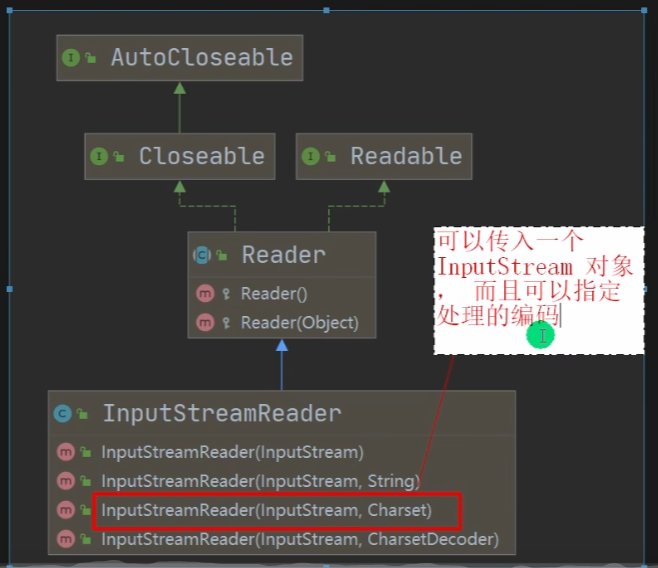 AutoCloseable
Closeable
Readable
Reader
Reader()
Reader(Object)
可以传入一个
InputStream 对象
， 而且可以指定
处理的编码
InputStreamReader
InputStreamReader(InputStream)
InputStreamReader(InputStream, String)
InputStreamReader(InputStream, Charset)
InputStreamReader(InputStream, CharsetDecoder)